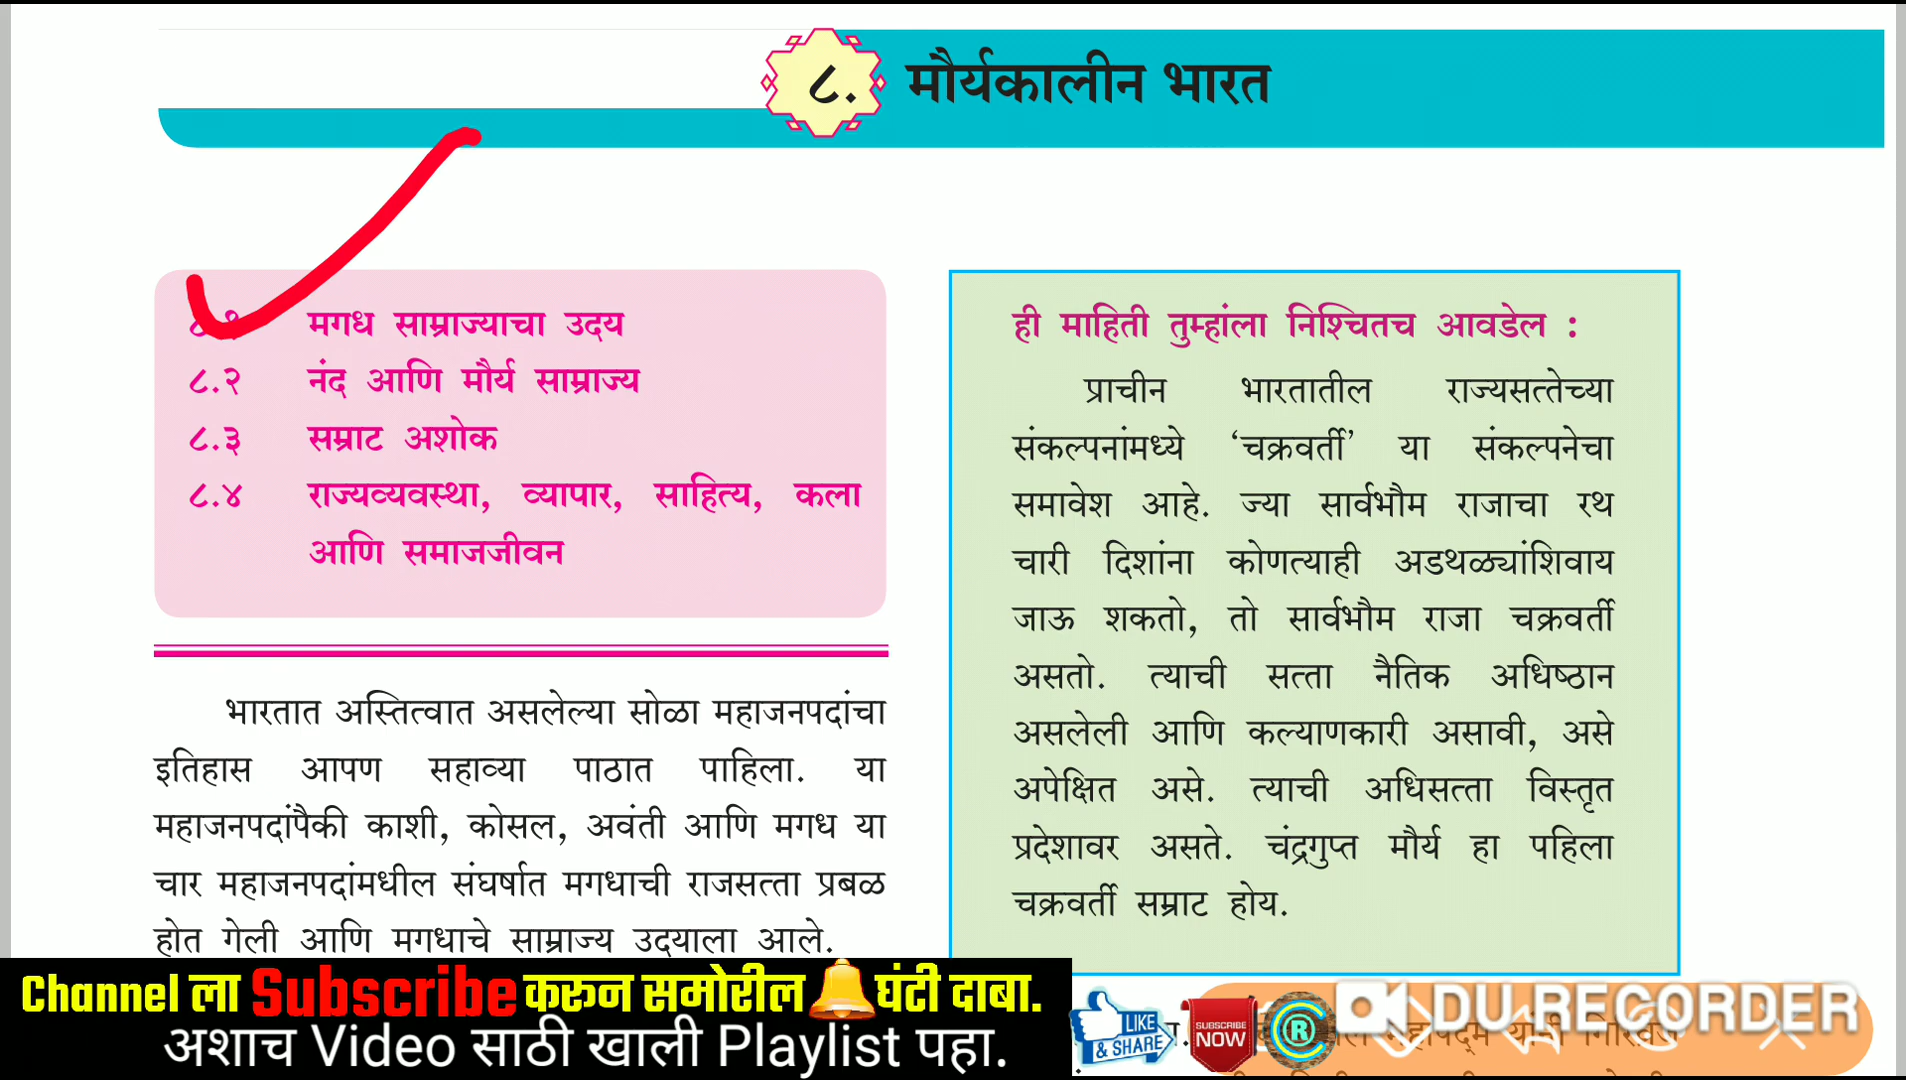 ८. मौर्यकालीन भारत
मगध साम्राज्याचा उदय
८.२ नंद आणि मौर्य साम्राज्य
८.३ सम्राट अशोक
८.४ राज्यव्यवस्था, व्यापार, साहित्य, कला
आणि समाजजीवन
भारतात अस्तित्वात असलेल्या सोळा महाजनपदांचा
इतिहास आपण सहाव्या पाठात पाहिला. या
महाजनपदांपैकी काशी, कोसल, अवंती आणि मगध या
चार महाजनपदांमधील संघर्षात मगधाची राजसत्ता प्रबळ
होत गेली आणि मगधाचे साम्राज्य उदयाला आले.
ही माहिती तुम्हांला निश्चितच आवडेल :
प्राचीन भारतातील राज्यसत्तेच्या
संकल्पनांमध्ये ‘चक्रवर्ती’ या संकल्पनेचा
समावेश आहे. ज्या सार्वभौम राजाचा रथ
चारी दिशांना कोणत्याही अडथळ्यांशिवाय
जाऊ शकतो, तो सार्वभौम राजा चक्रवर्ती
असतो. त्याची सत्ता नैतिक अधिष्ठान
असलेली आणि कल्याणकारी असावी, असे
अपेक्षित असे. त्याची अधिसत्ता विस्तृत
प्रदेशावर असते. चंद्रगुप्त मौर्य हा पहिला
चक्रवर्ती सम्राट होय.
Channel ला Subscribe करून समोरील घंटी दाबा.
अशाच Video साठी खाली Playlist पहा.
LIKE
& SHARE
SUBSCRIBE
NOW
R
DU RECORDER